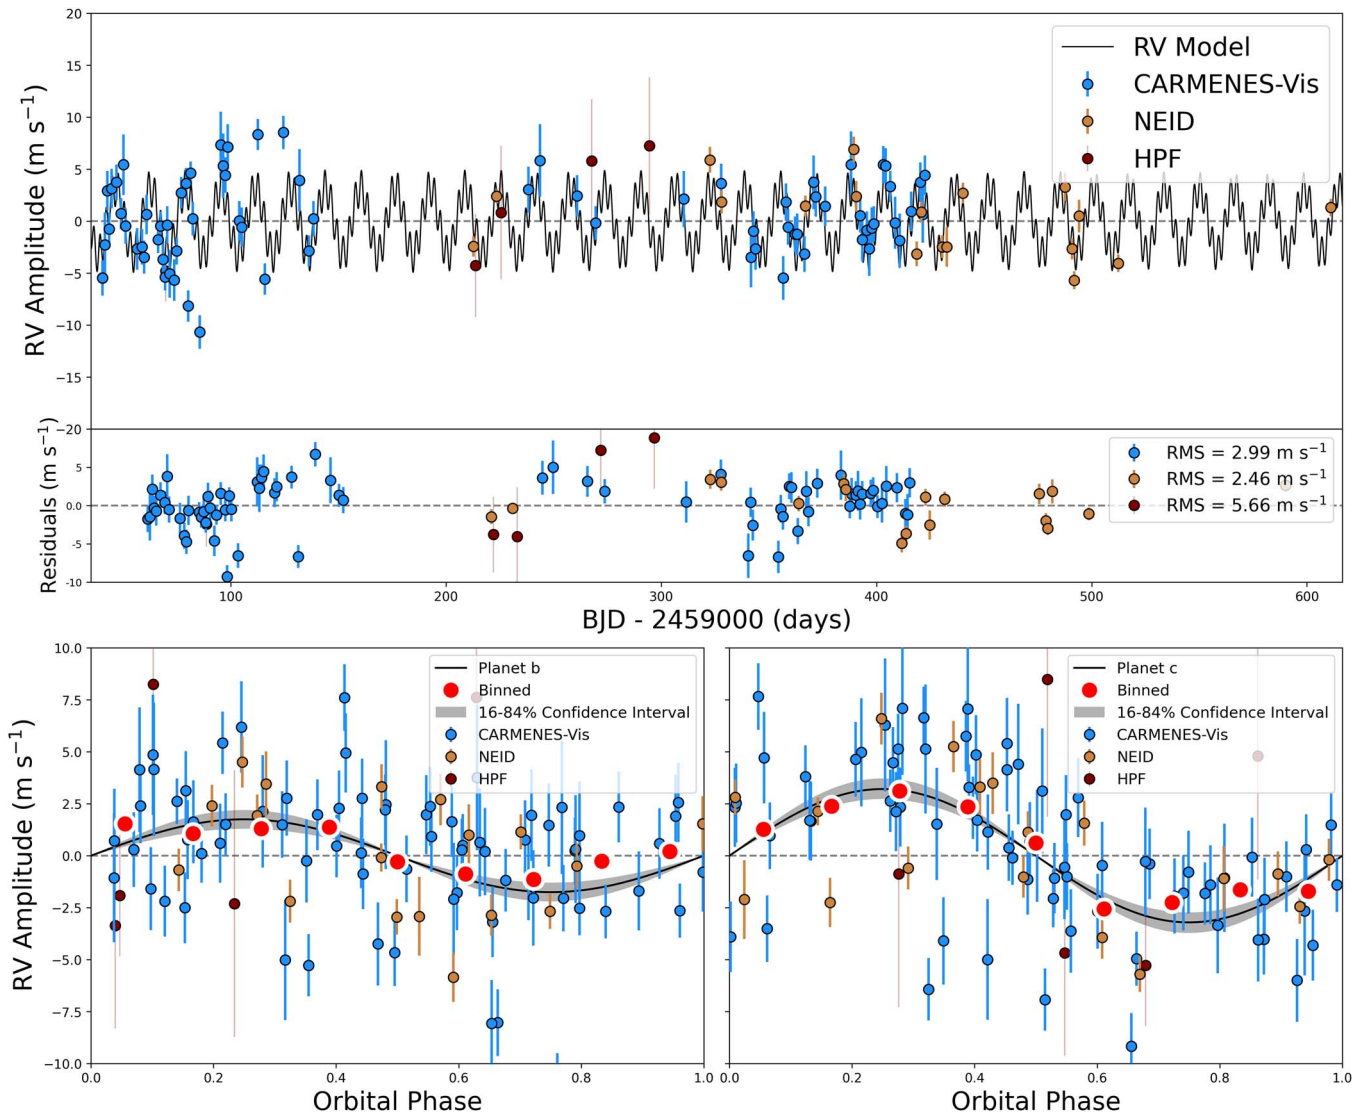 20
15
10
5
0
−5
−10
−15
−20
RV Amplitude (m s⁻¹)
RV Model
CARMENES-Vis
NEID
HPF
5
0.0
-5
-10
Residuals (m s⁻¹)
RMS = 2.99 m s⁻¹
RMS = 2.46 m s⁻¹
RMS = 5.66 m s⁻¹
100
200
300
400
500
600
BJD - 2459000 (days)
10.0
7.5
5.0
2.5
0.0
−2.5
−5.0
−7.5
−10.0
RV Amplitude (m s⁻¹)
Planet b
Binned
16-84% Confidence Interval
CARMENES-Vis
NEID
HPF
0.0
0.2
0.4
0.6
0.8
1.0
Orbital Phase
Planet c
Binned
16-84% Confidence Interval
CARMENES-Vis
NEID
HPF
0.0
0.2
0.4
0.6
0.8
1.0
Orbital Phase